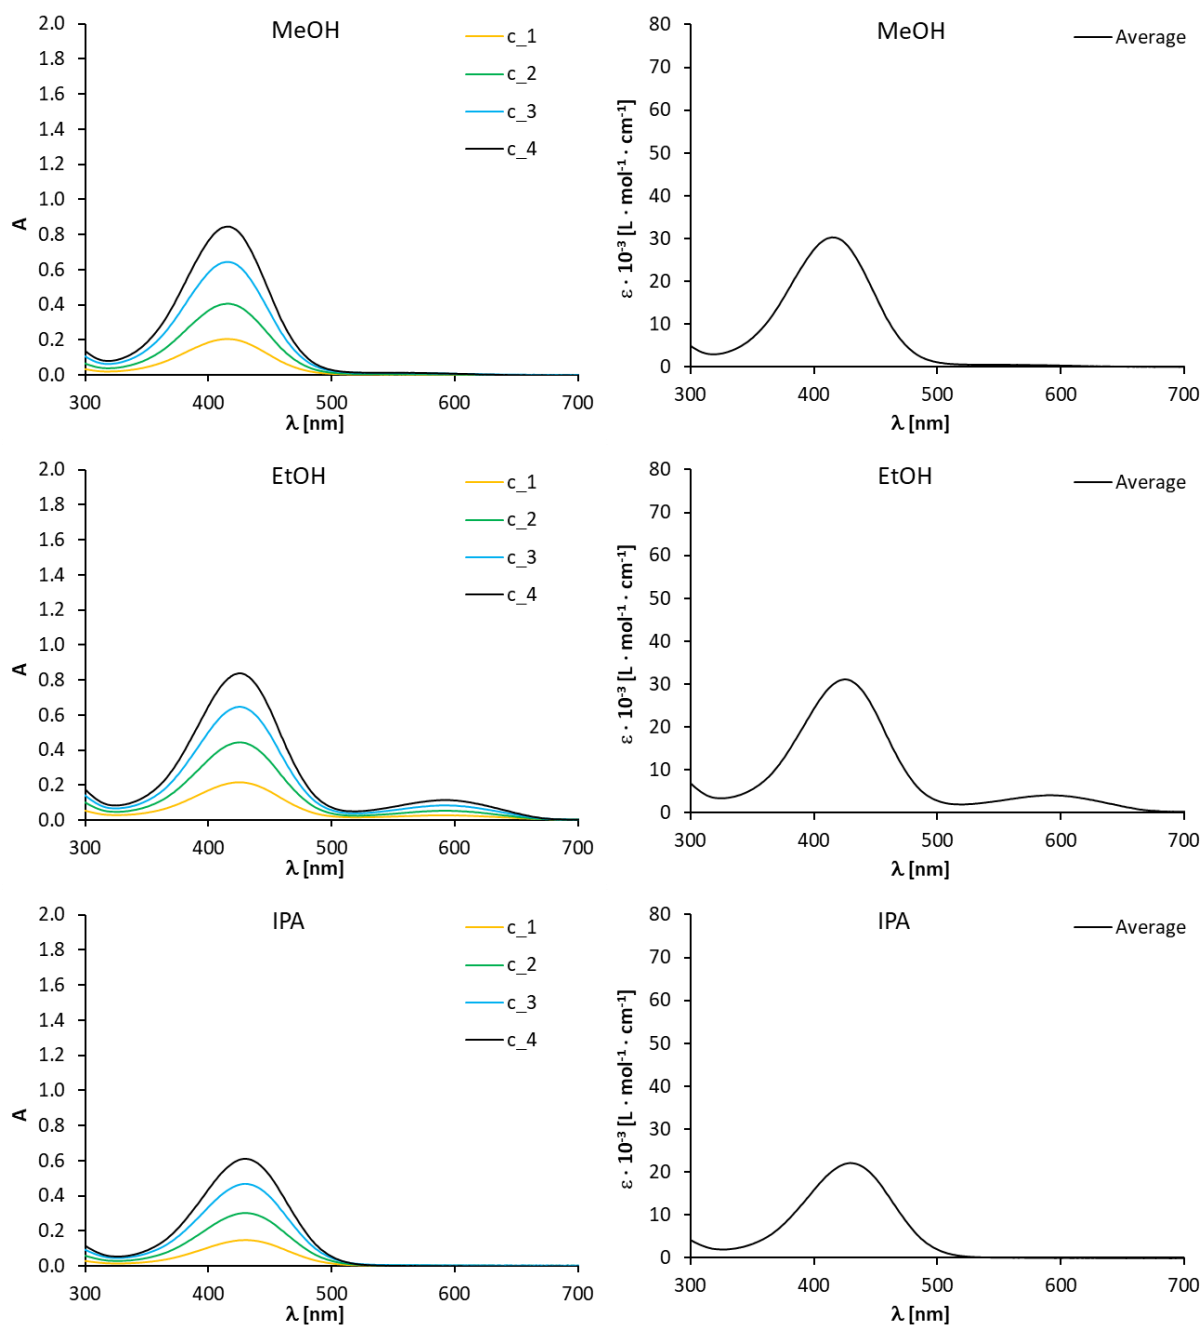 MeOH
c_1
c_2
c_3
c_4
2.0
1.8
1.6
1.4
1.2
1.0
0.8
0.6
0.4
0.2
0.0
A
300 400 500 600 700
λ [nm]
MeOH
Average
80
70
60
50
40
30
20
10
0
ε · 10⁻³ [L · mol⁻¹ · cm⁻¹]
300 400 500 600 700
λ [nm]
EtOH
c_1
c_2
c_3
c_4
2.0
1.8
1.6
1.4
1.2
1.0
0.8
0.6
0.4
0.2
0.0
A
300 400 500 600 700
λ [nm]
EtOH
Average
80
70
60
50
40
30
20
10
0
ε · 10⁻³ [L · mol⁻¹ · cm⁻¹]
300 400 500 600 700
λ [nm]
IPA
c_1
c_2
c_3
c_4
2.0
1.8
1.6
1.4
1.2
1.0
0.8
0.6
0.4
0.2
0.0
A
300 400 500 600 700
λ [nm]
IPA
Average
80
70
60
50
40
30
20
10
0
ε · 10⁻³ [L · mol⁻¹ · cm⁻¹]
300 400 500 600 700
λ [nm]